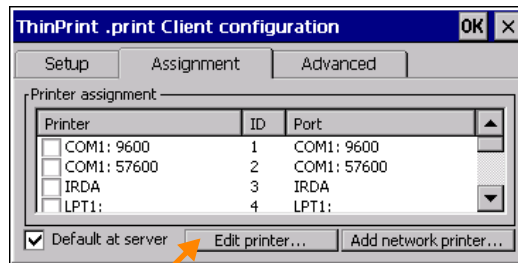 ThinPrint .print Client configuration OK ×
Setup Assignment Advanced
Printer assignment
Printer ID Port
COM1: 9600 1 COM1: 9600
COM1: 57600 2 COM1: 57600
IRDA 3 IRDA
LPT1: 4 LPT1:
Default at server Edit printer... Add network printer...